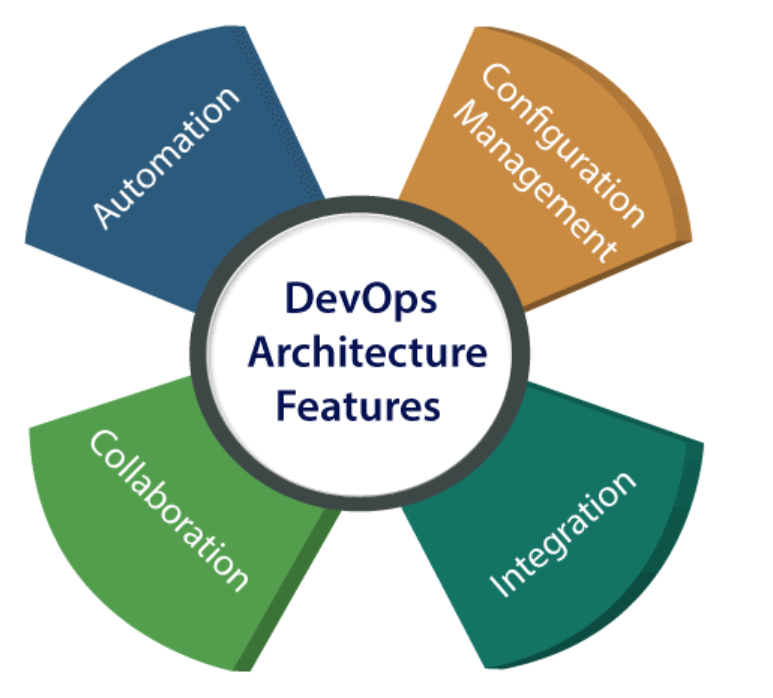 Automation
Configuration
Management
DevOps
Architecture
Features
Collaboration
Integration